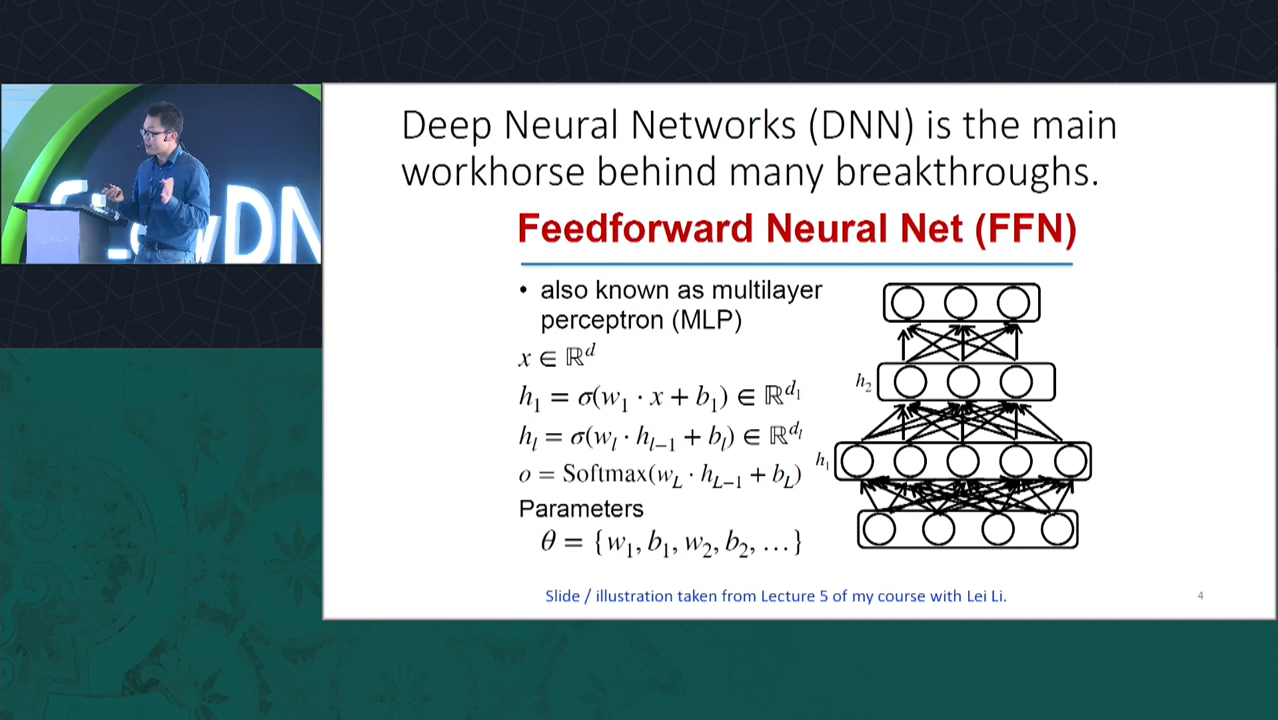 Deep Neural Networks (DNN) is the main
workhorse behind many breakthroughs.
Feedforward Neural Net (FFN)
• also known as multilayer
perceptron (MLP)
x ∈ ℝᵈ
h₁ = σ(w₁ · x + b₁) ∈ ℝ^{d₁}
h_l = σ(w_l · h_{l−1} + b_l) ∈ ℝ^{d_l}
o = Softmax(w_L · h_{L−1} + b_L)
Parameters
θ = {w₁, b₁, w₂, b₂, …}
h₂
h₁
Slide / illustration taken from Lecture 5 of my course with Lei Li.
4